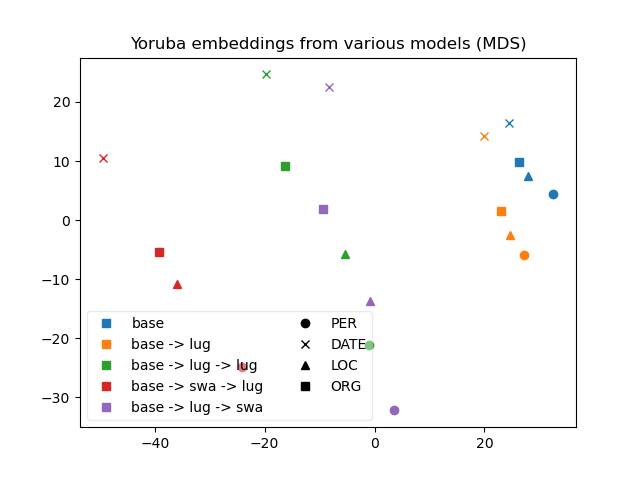 Yoruba embeddings from various models (MDS)
20
10
0
−10
−20
−30
−40
−20
0
20
base
base -> lug
base -> lug -> lug
base -> swa -> lug
base -> lug -> swa
PER
DATE
LOC
ORG